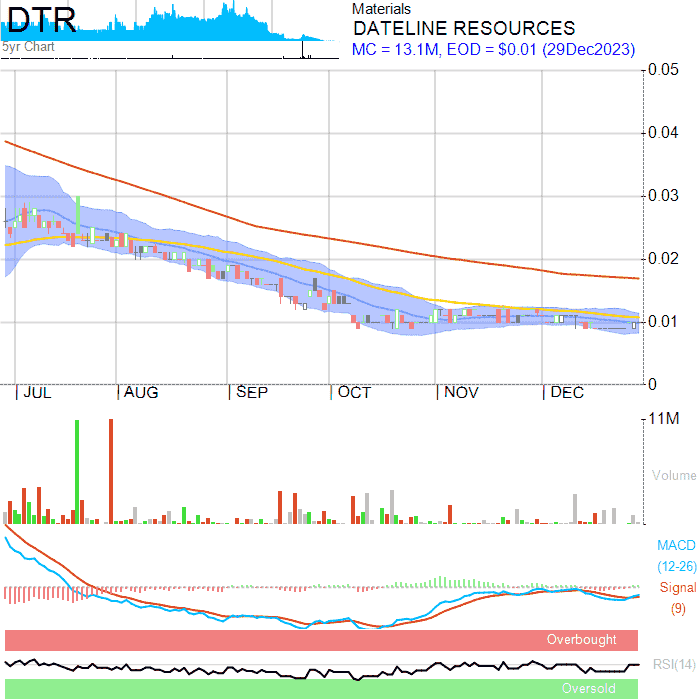 DTR
5yr Chart
Materials
DATELINE RESOURCES
MC = 13.1M, EOD = $0.01 (29Dec2023)
0.05
0.04
0.03
0.02
0.01
0
JUL AUG SEP OCT NOV DEC
11M
Volume
MACD
(12-26)
Signal
(9)
Overbought
RSI(14)
Oversold